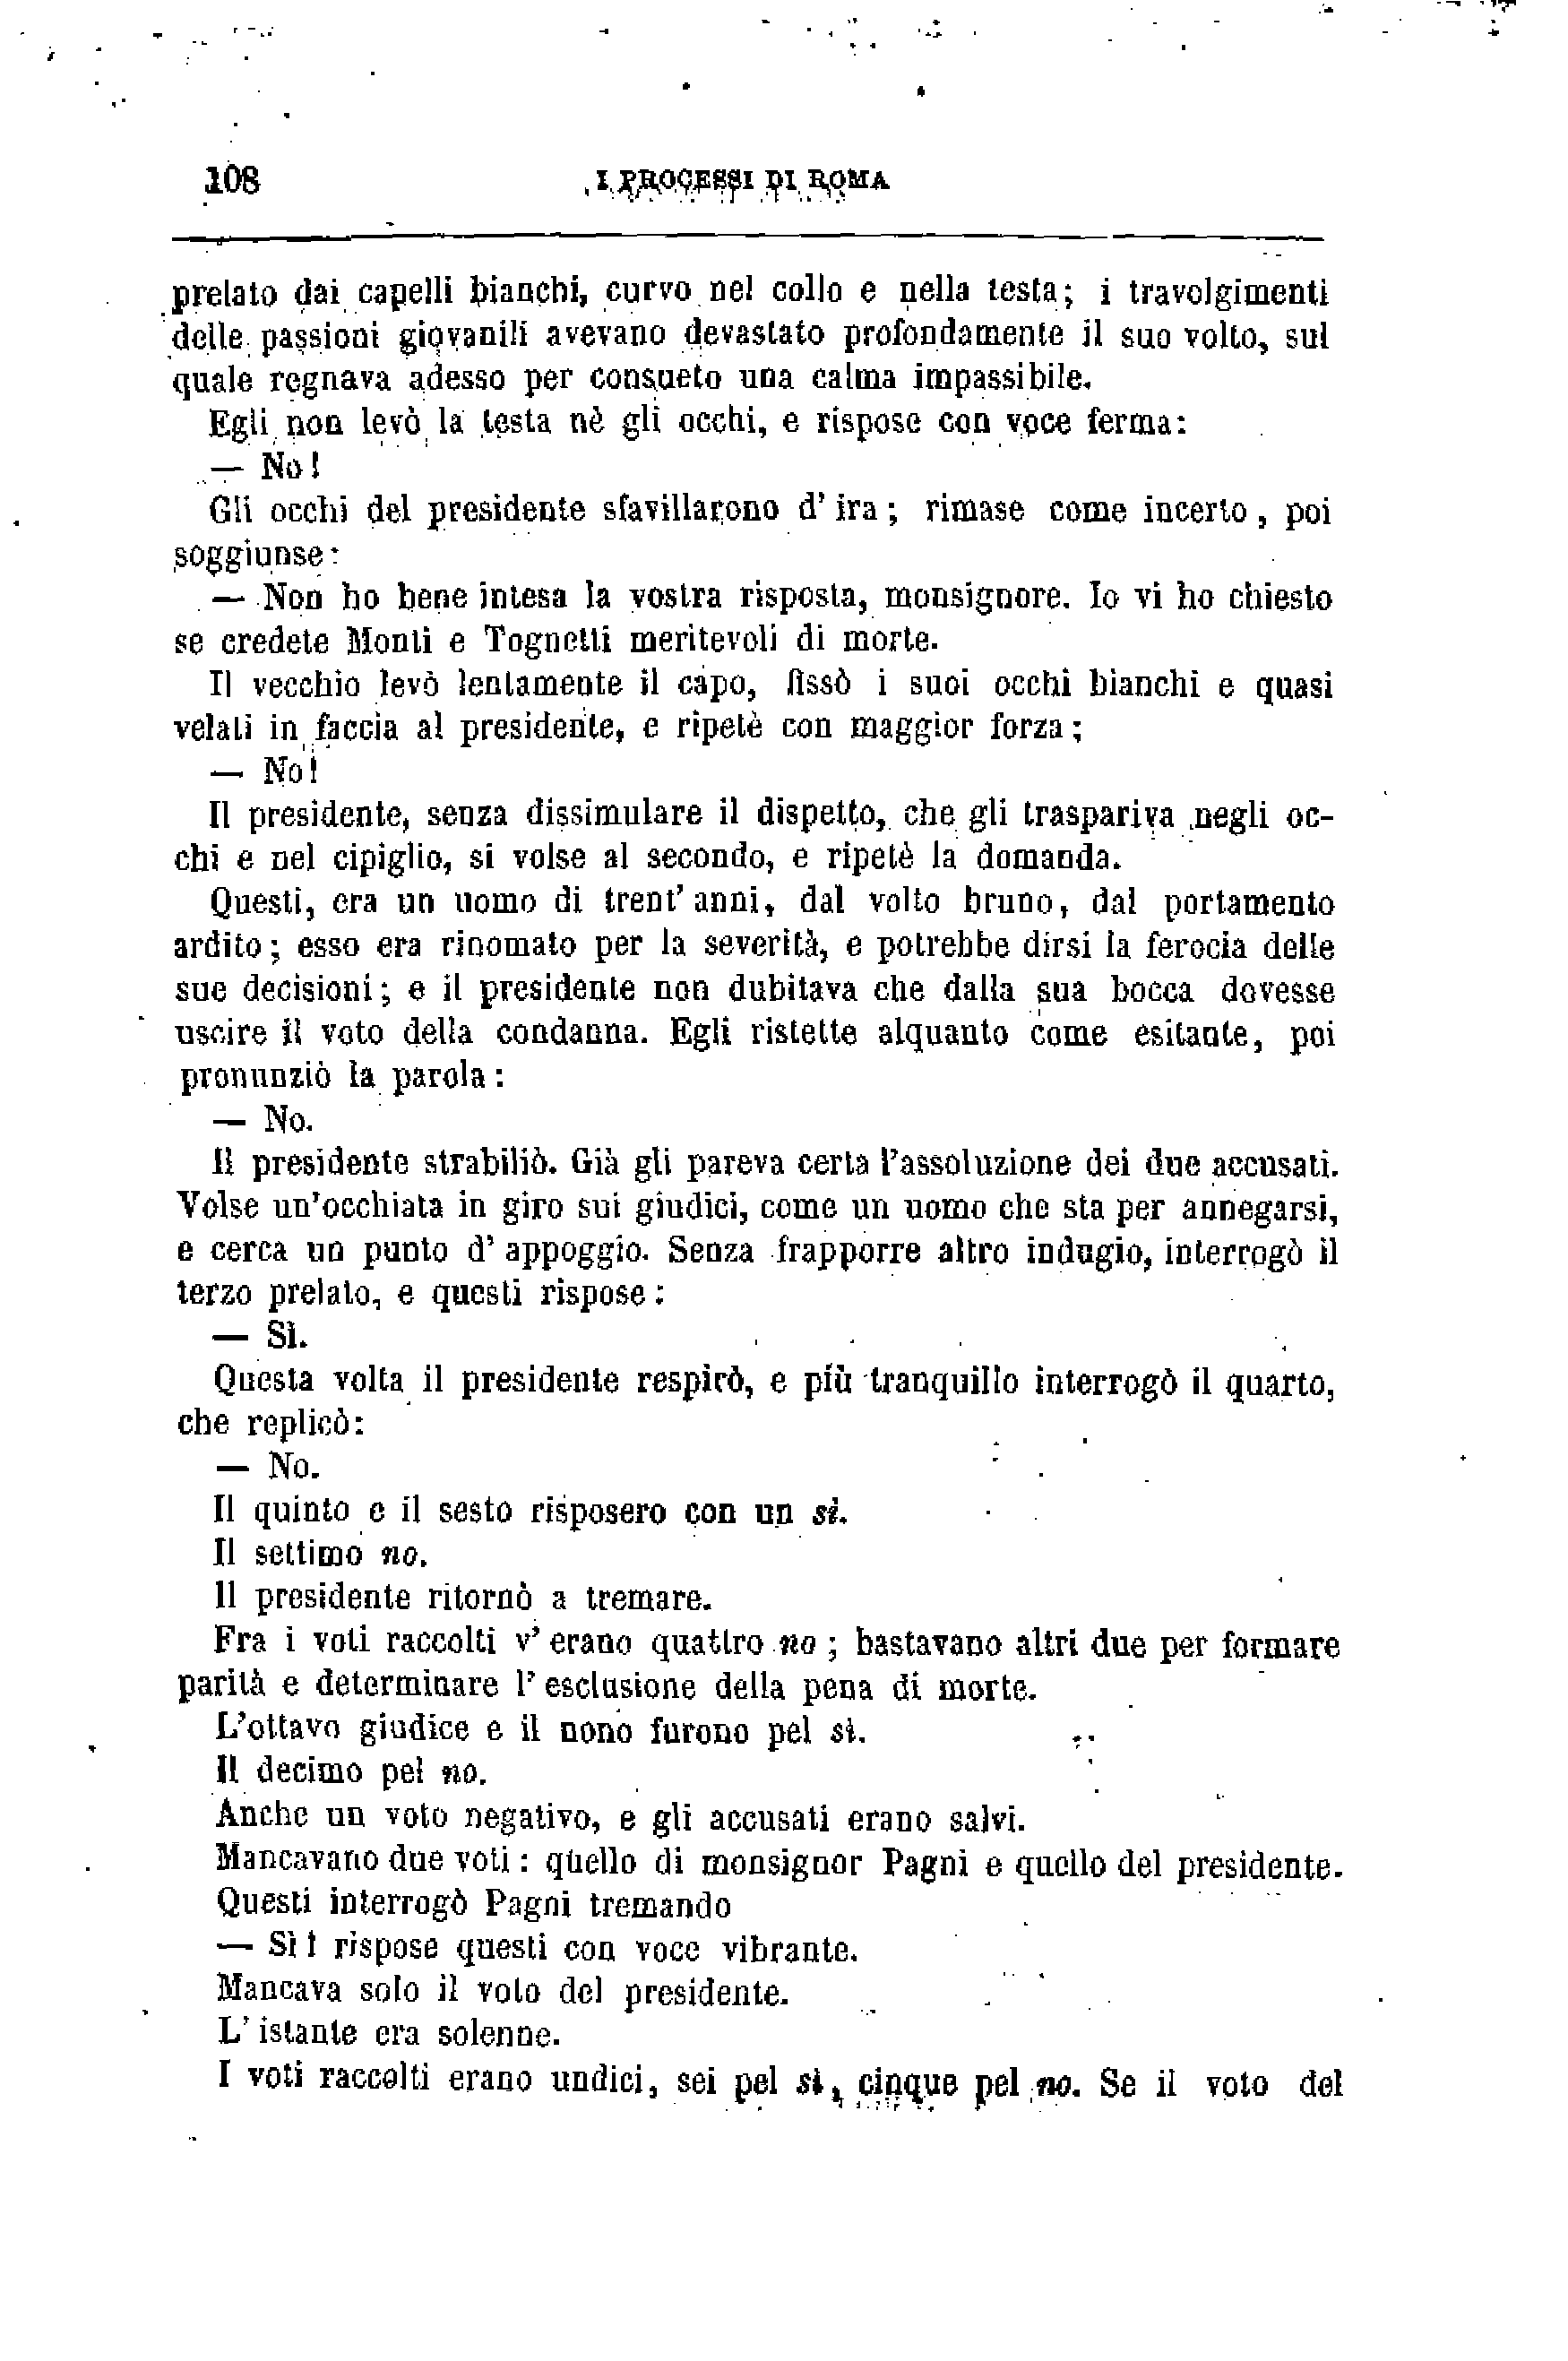 108 I PROCESSI DI ROMA
prelato dai capelli bianchi, curvo nel collo e nella testa; i travolgimenti
delle passioni giovanili avevano devastato profondamente il suo volto, sul
quale regnava adesso per consueto una calma impassibile.
Egli non levò la testa nè gli occhi, e rispose con voce ferma:
— No!
Gli occhi del presidente sfavillarono d' ira; rimase come incerto, poi
soggiunse:
— Non ho bene intesa la vostra risposta, monsignore. Io vi ho chiesto
se credete Monti e Tognetti meritevoli di morte.
Il vecchio levò lentamente il capo, fissò i suoi occhi bianchi e quasi
velati in faccia al presidente, e ripetè con maggior forza;
— No!
Il presidente, senza dissimulare il dispetto, che gli traspariva negli oc-
chi e nel cipiglio, si volse al secondo, e ripetè la domanda.
Questi, era un uomo di trent' anni, dal volto bruno, dal portamento
ardito; esso era rinomato per la severità, e potrebbe dirsi la ferocia delle
sue decisioni; e il presidente non dubitava che dalla sua bocca dovesse
uscire il voto della condanna. Egli ristette alquanto come esitante, poi
pronunziò la parola:
— No.
Il presidente strabiliò. Già gli pareva certa l'assoluzione dei due accusati.
Volse un'occhiata in giro sui giudici, come un uomo che sta per annegarsi,
e cerca un punto d' appoggio. Senza frapporre altro indugio, interrogò il
terzo prelato, e questi rispose:
— Sì.
Questa volta il presidente respirò, e più tranquillo interrogò il quarto,
che replicò:
— No.
Il quinto e il sesto risposero con un sì.
Il settimo no.
Il presidente ritornò a tremare.
Fra i voti raccolti v' erano quattro no; bastavano altri due per formare
parità e determinare l' esclusione della pena di morte.
L'ottavo giudice e il nono furono pel sì.
Il decimo pel no.
Anche un voto negativo, e gli accusati erano salvi.
Mancavano due voti: quello di monsignor Pagni e quello del presidente.
Questi interrogò Pagni tremando
— Sì! rispose questi con voce vibrante.
Mancava solo il voto del presidente.
L' istante era solenne.
I voti raccolti erano undici, sei pel sì, cinque pel no. Se il voto del